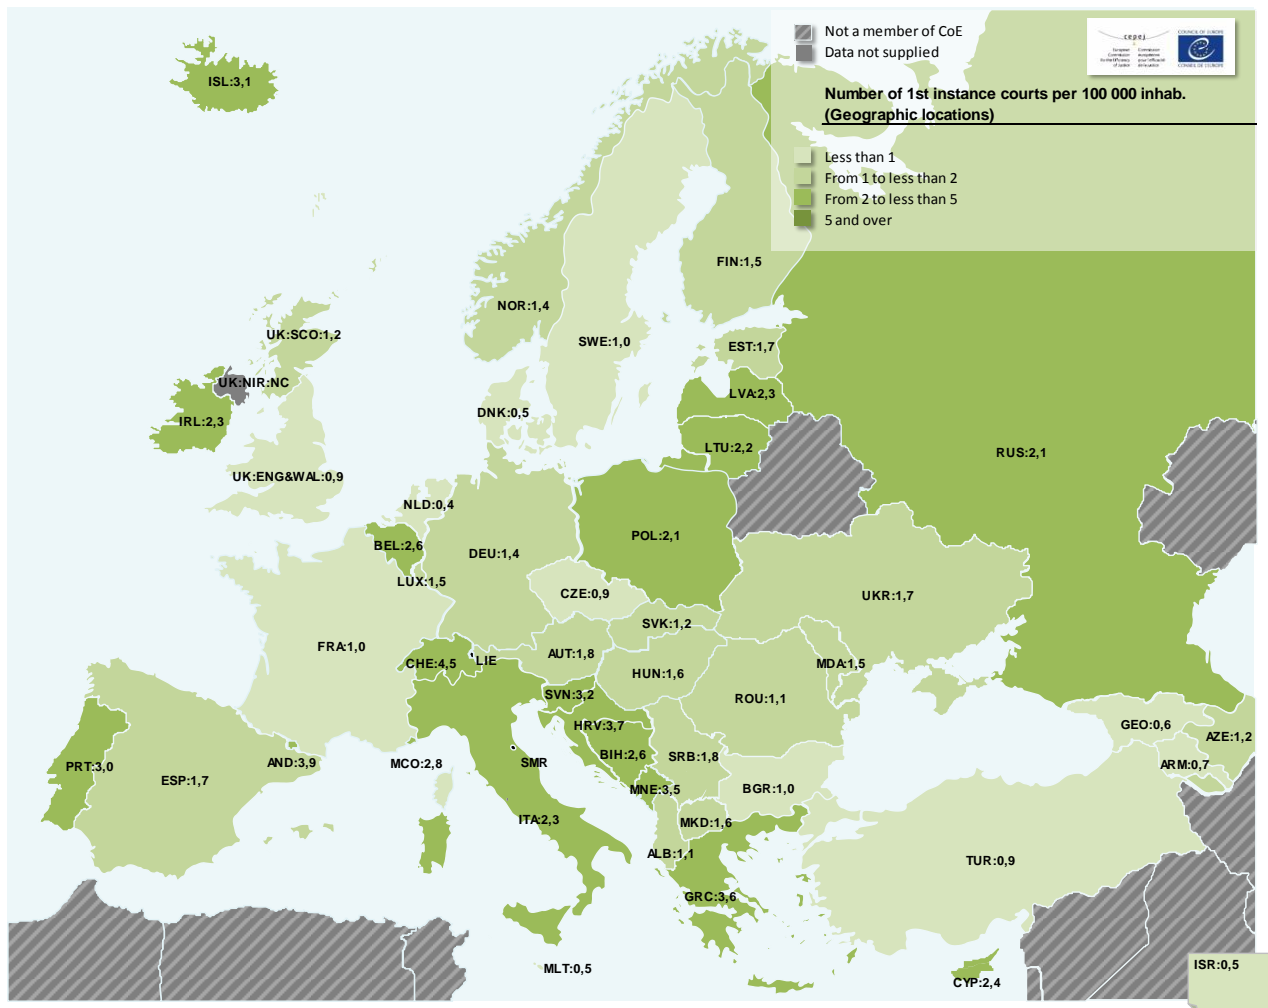 Not a member of CoE
Data not supplied
cepej
COUNCIL OF EUROPE
CONSEIL DE L'EUROPE
Number of 1st instance courts per 100 000 inhab.
(Geographic locations)
Less than 1
From 1 to less than 2
From 2 to less than 5
5 and over
ISL:3,1
FIN:1,5
NOR:1,4
UK:SCO:1,2
SWE:1,0
EST:1,7
UK:NIR:NC
LVA:2,3
DNK:0,5
IRL:2,3
LTU:2,2
RUS:2,1
UK:ENG&WAL:0,9
NLD:0,4
POL:2,1
BEL:2,6
DEU:1,4
LUX:1,5
CZE:0,9
UKR:1,7
SVK:1,2
FRA:1,0
AUT:1,8
CHE:4,5
LIE
MDA:1,5
HUN:1,6
SVN:3,2
ROU:1,1
HRV:3,7
GEO:0,6
AZE:1,2
BIH:2,6
SRB:1,8
AND:3,9
MCO:2,8
SMR
PRT:3,0
ARM:0,7
ESP:1,7
MNE:3,5
BGR:1,0
ITA:2,3
MKD:1,6
ALB:1,1
TUR:0,9
GRC:3,6
MLT:0,5
ISR:0,5
CYP:2,4